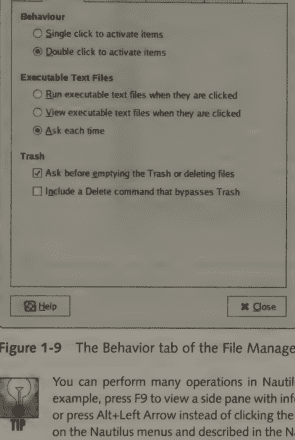 Behaviour
Single click to activate items
Double click to activate items
Executable Text Files
Run executable text files when they are clicked
View executable text files when they are clicked
Ask each time
Trash
Ask before emptying the Trash or deleting files
Include a Delete command that bypasses Trash
Help
Close
Figure 1-9 The Behavior tab of the File Manage
You can perform many operations in Nautil
example, press F9 to view a side pane with inf
or press Alt+Left Arrow instead of clicking the
on the Nautilus menus and described in the N
TIP